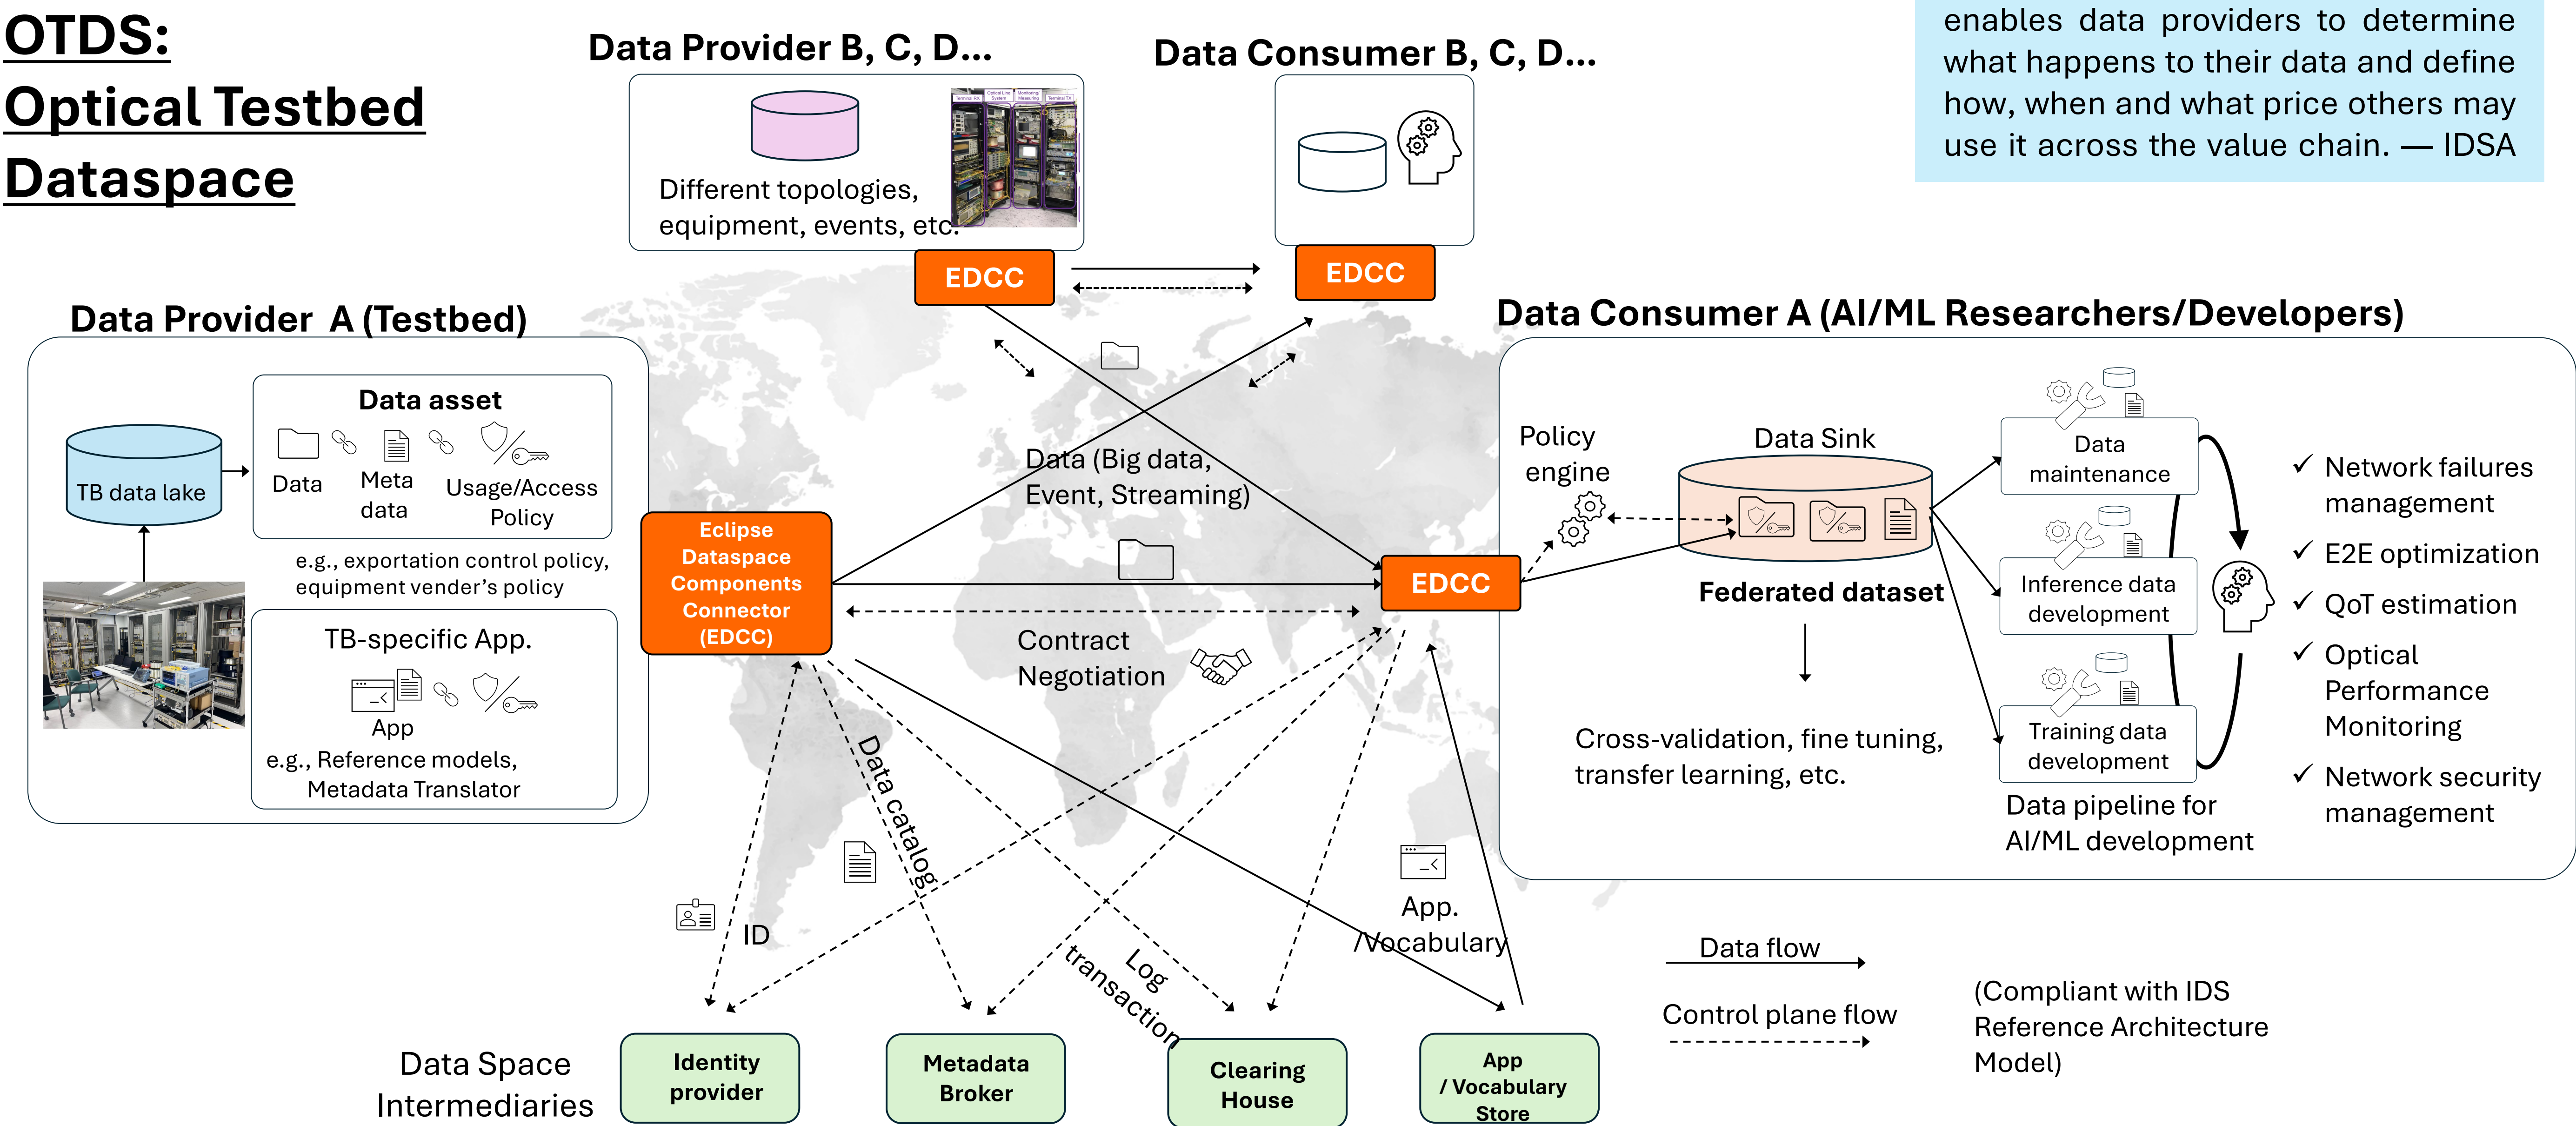 OTDS:
Optical Testbed
Dataspace
Data Provider B, C, D...
Different topologies,
equipment, events, etc.
EDCC
Data Consumer B, C, D...
EDCC
enables data providers to determine
what happens to their data and define
how, when and what price others may
use it across the value chain. — IDSA
Data Provider A (Testbed)
TB data lake
Data asset
Data
Meta
data
Usage/Access
Policy
e.g., exportation control policy,
equipment vender's policy
TB-specific App.
App
e.g., Reference models,
Metadata Translator
Eclipse
Dataspace
Components
Connector
(EDCC)
Data (Big data,
Event, Streaming)
Contract
Negotiation
EDCC
Data Consumer A (AI/ML Researchers/Developers)
Policy
engine
Data Sink
Federated dataset
Cross-validation, fine tuning,
transfer learning, etc.
Data
maintenance
Inference data
development
Training data
development
Data pipeline for
AI/ML development
✓ Network failures
management
✓ E2E optimization
✓ QoT estimation
✓ Optical
Performance
Monitoring
✓ Network security
management
ID
Data catalog
Log
transaction
App.
/Vocabulary
Data Space
Intermediaries
Identity
provider
Metadata
Broker
Clearing
House
App
/ Vocabulary
Store
Data flow
Control plane flow
(Compliant with IDS
Reference Architecture
Model)